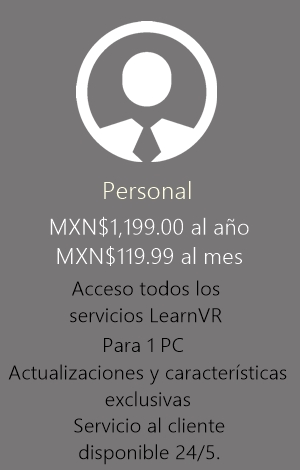 Personal
MXN$1,199.00 al año
MXN$119.99 al mes
Acceso todos los
servicios LearnVR
Para 1 PC
Actualizaciones y características
exclusivas
Servicio al cliente
disponible 24/5.